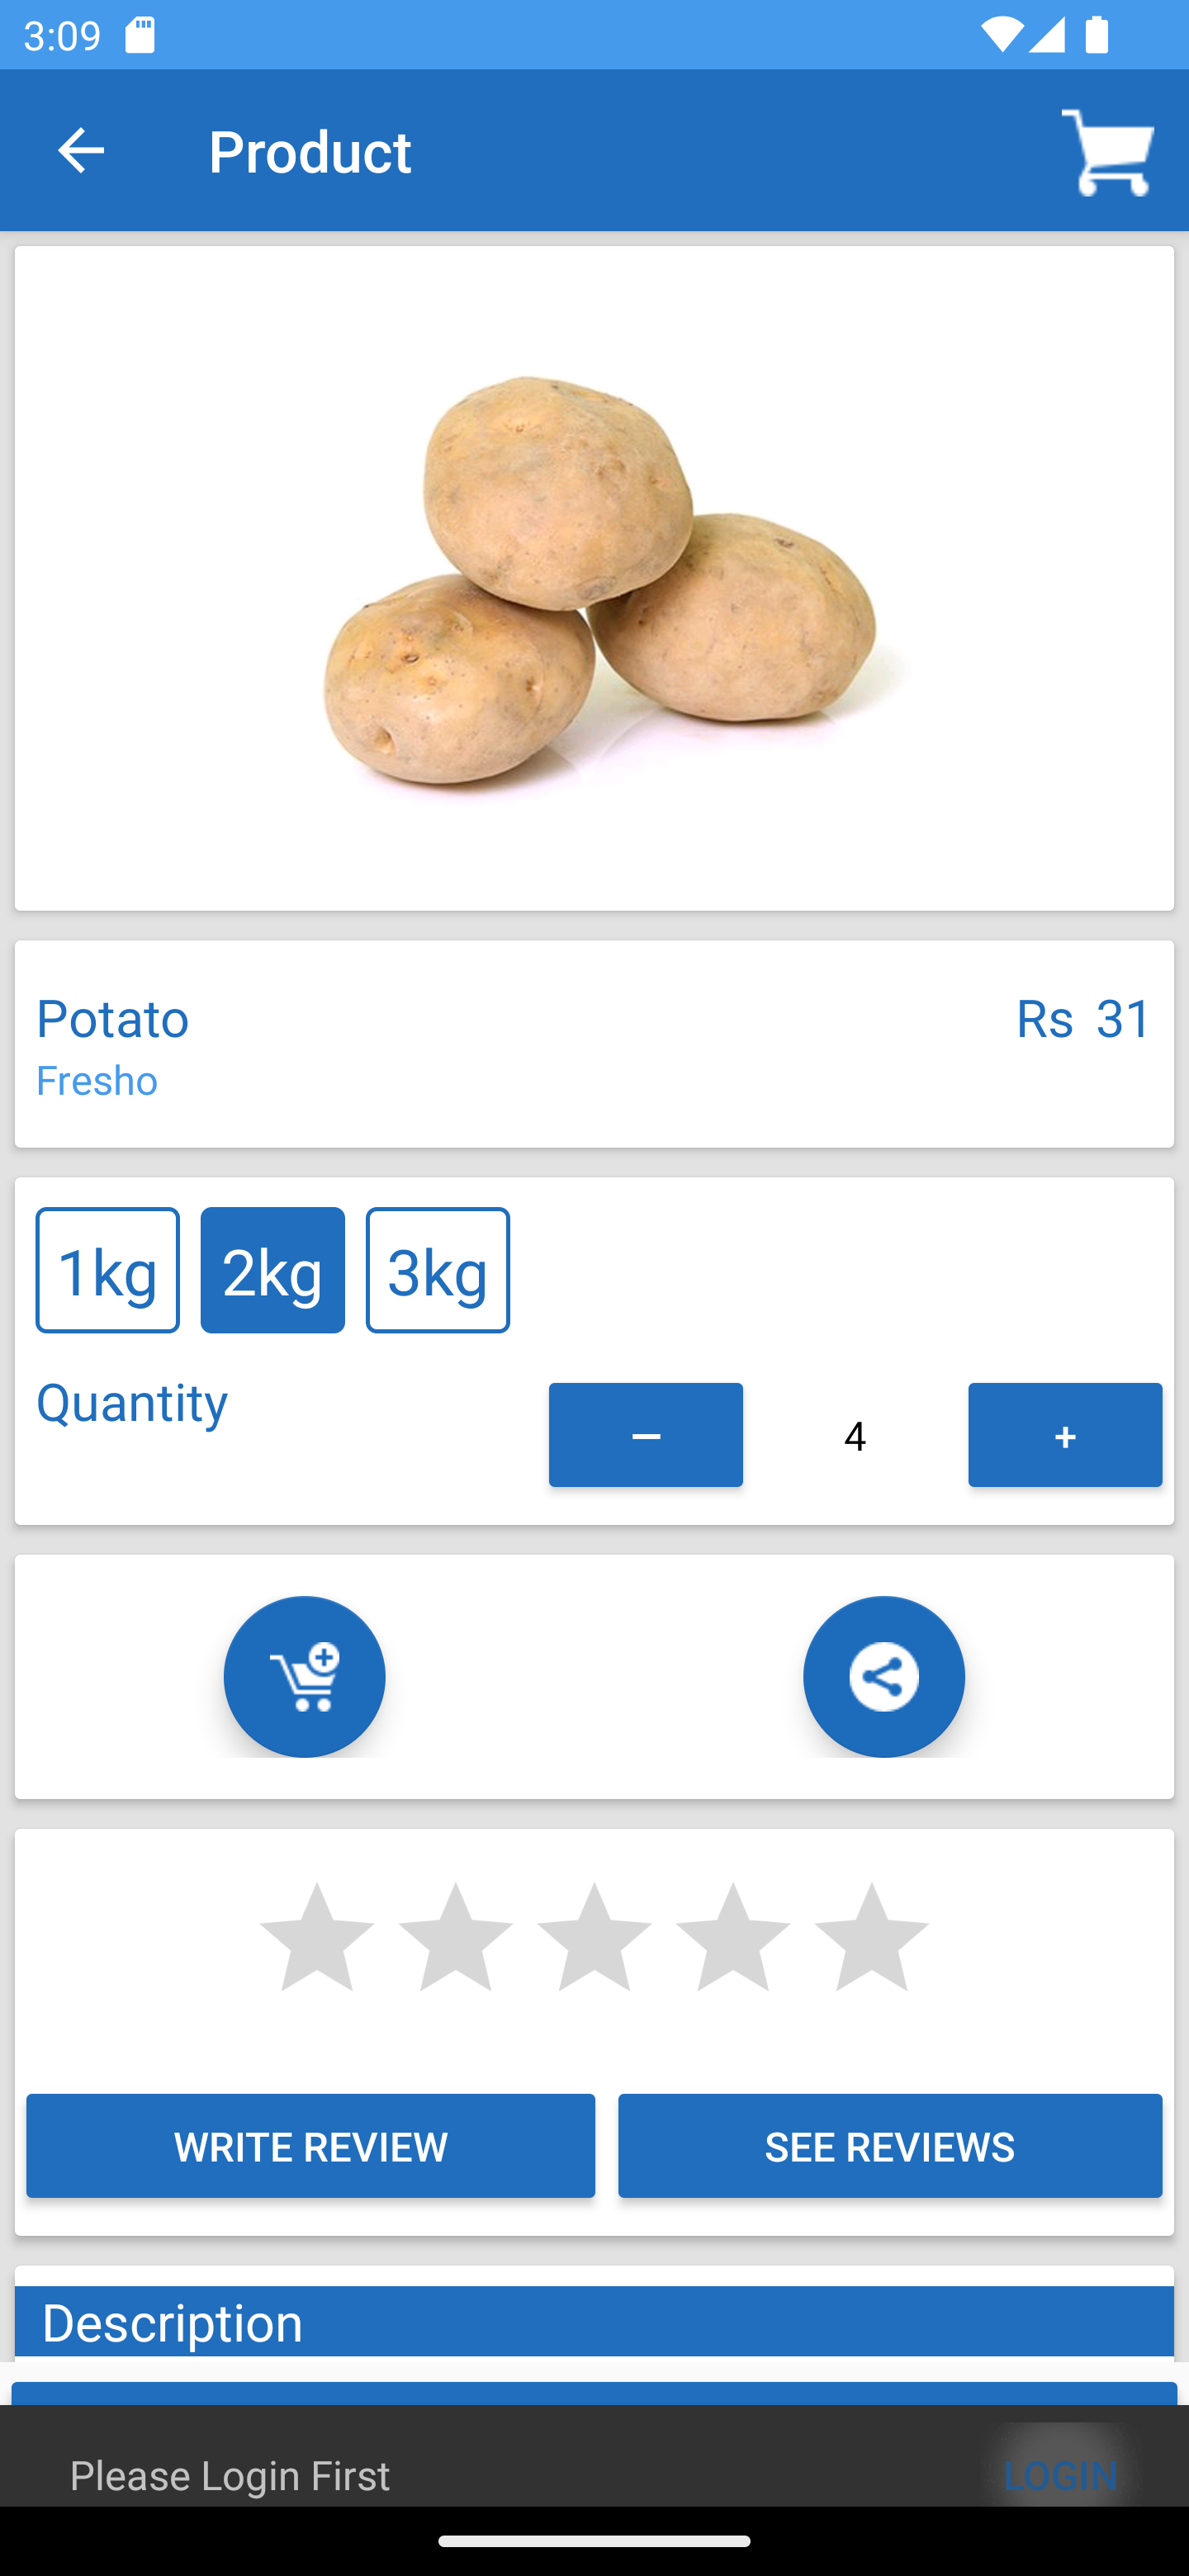 3:09
Product
Potato
Rs 31
Fresho
1kg 2kg 3kg
Quantity
− 4 +
WRITE REVIEW
SEE REVIEWS
Description
Please Login First
LOGIN